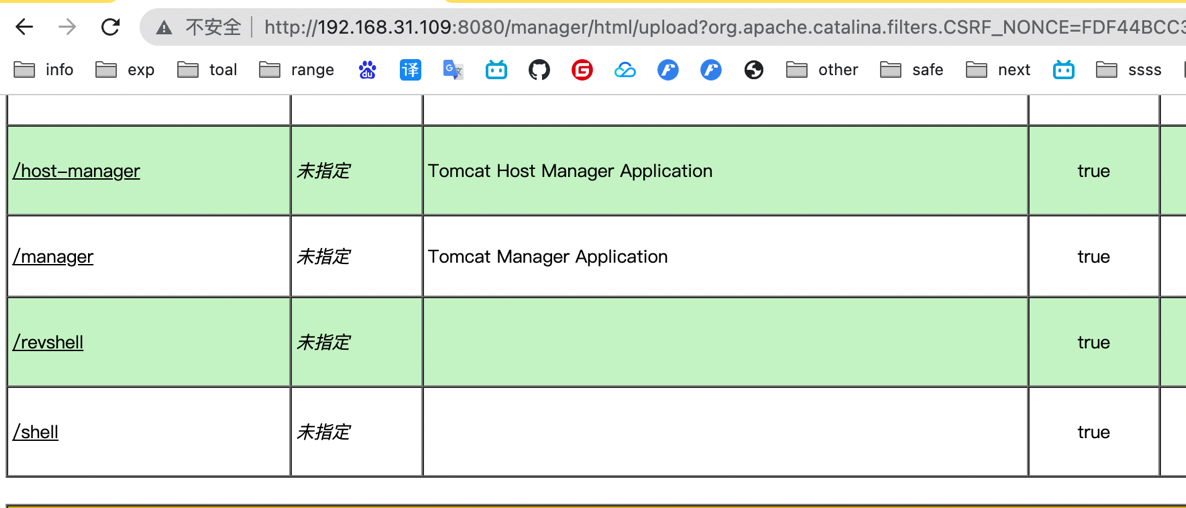 不安全 http://192.168.31.109:8080/manager/html/upload?org.apache.catalina.filters.CSRF_NONCE=FDF44BCC3
info exp toal range 译 other safe next ssss
/host-manager 未指定 Tomcat Host Manager Application true
/manager 未指定 Tomcat Manager Application true
/revshell 未指定 true
/shell 未指定 true